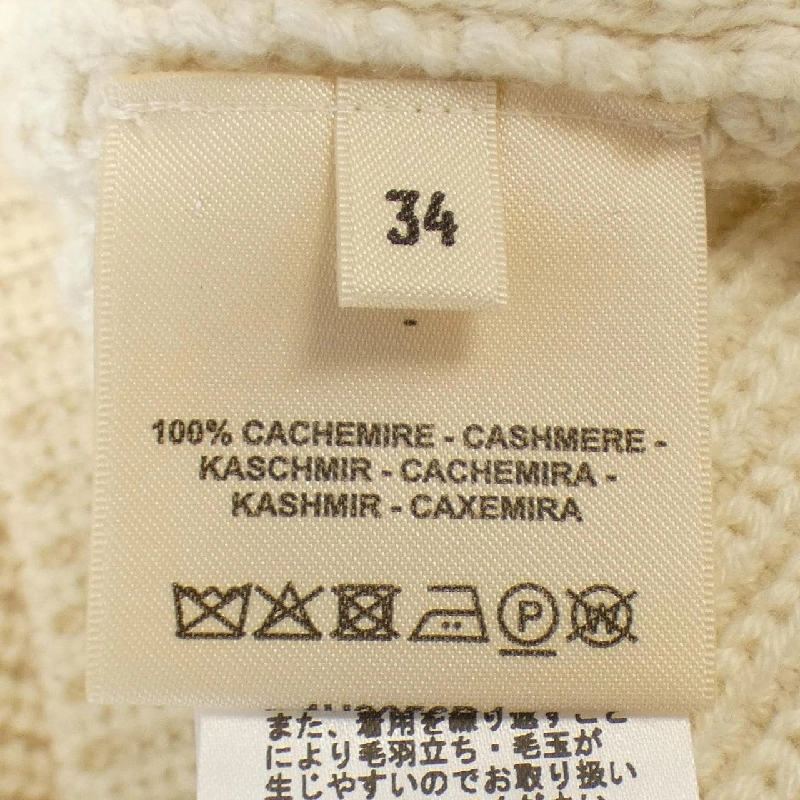 34
-
100% CACHEMIRE - CASHMERE -
KASCHMIR - CACHEMIRA -
KASHMIR - CAXEMIRA
P
W
また、着用を繰り返すこと
により毛羽立ち・毛玉が
生じやすいのでお取り扱い